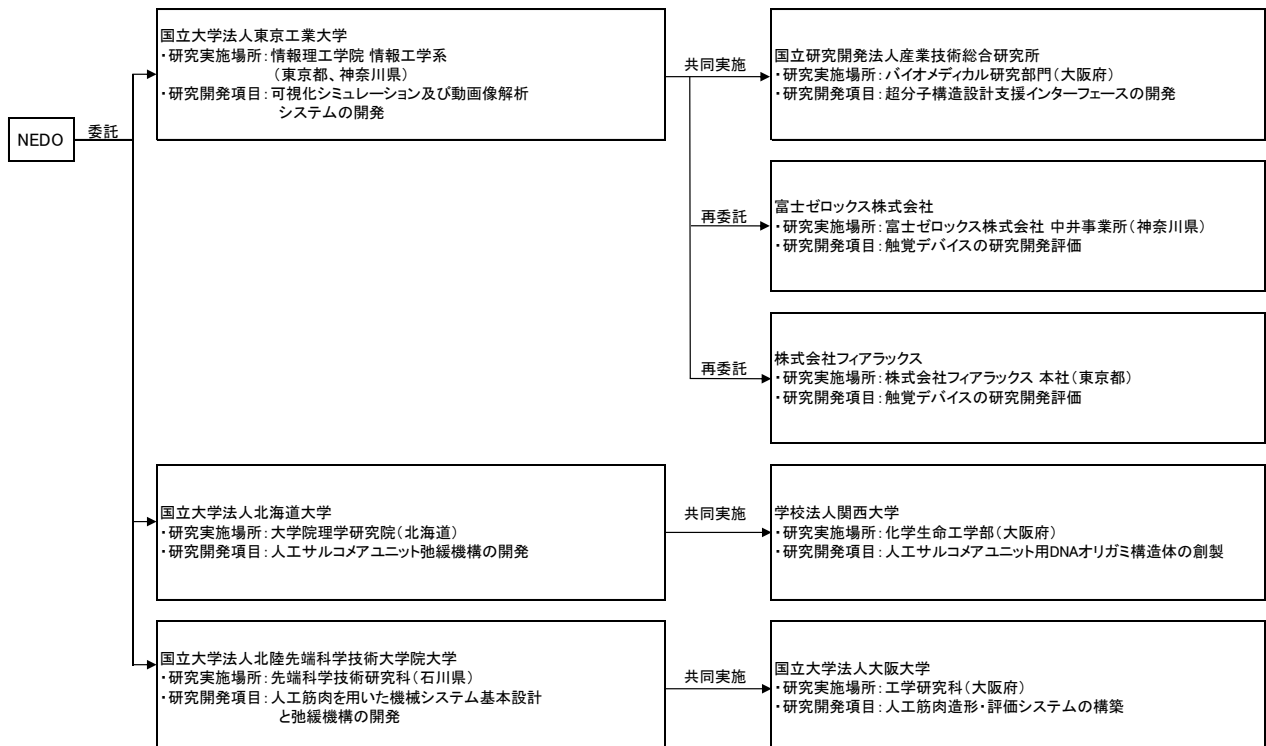 NEDO
委託
国立大学法人東京工業大学
・研究実施場所：情報理工学院 情報工学系
（東京都、神奈川県）
・研究開発項目：可視化シミュレーション及び動画像解析
システムの開発
共同実施
国立研究開発法人産業技術総合研究所
・研究実施場所：バイオメディカル研究部門（大阪府）
・研究開発項目：超分子構造設計支援インターフェースの開発
再委託
富士ゼロックス株式会社
・研究実施場所：富士ゼロックス株式会社 中井事業所（神奈川県）
・研究開発項目：触覚デバイスの研究開発評価
再委託
株式会社フィアラックス
・研究実施場所：株式会社フィアラックス 本社（東京都）
・研究開発項目：触覚デバイスの研究開発評価
国立大学法人北海道大学
・研究実施場所：大学院理学研究院（北海道）
・研究開発項目：人工サルコメアユニット弛緩機構の開発
共同実施
学校法人関西大学
・研究実施場所：化学生命工学部（大阪府）
・研究開発項目：人工サルコメアユニット用DNAオリガミ構造体の創製
国立大学法人北陸先端科学技術大学院大学
・研究実施場所：先端科学技術研究科（石川県）
・研究開発項目：人工筋肉を用いた機械システム基本設計
と弛緩機構の開発
共同実施
国立大学法人大阪大学
・研究実施場所：工学研究科（大阪府）
・研究開発項目：人工筋肉造形・評価システムの構築